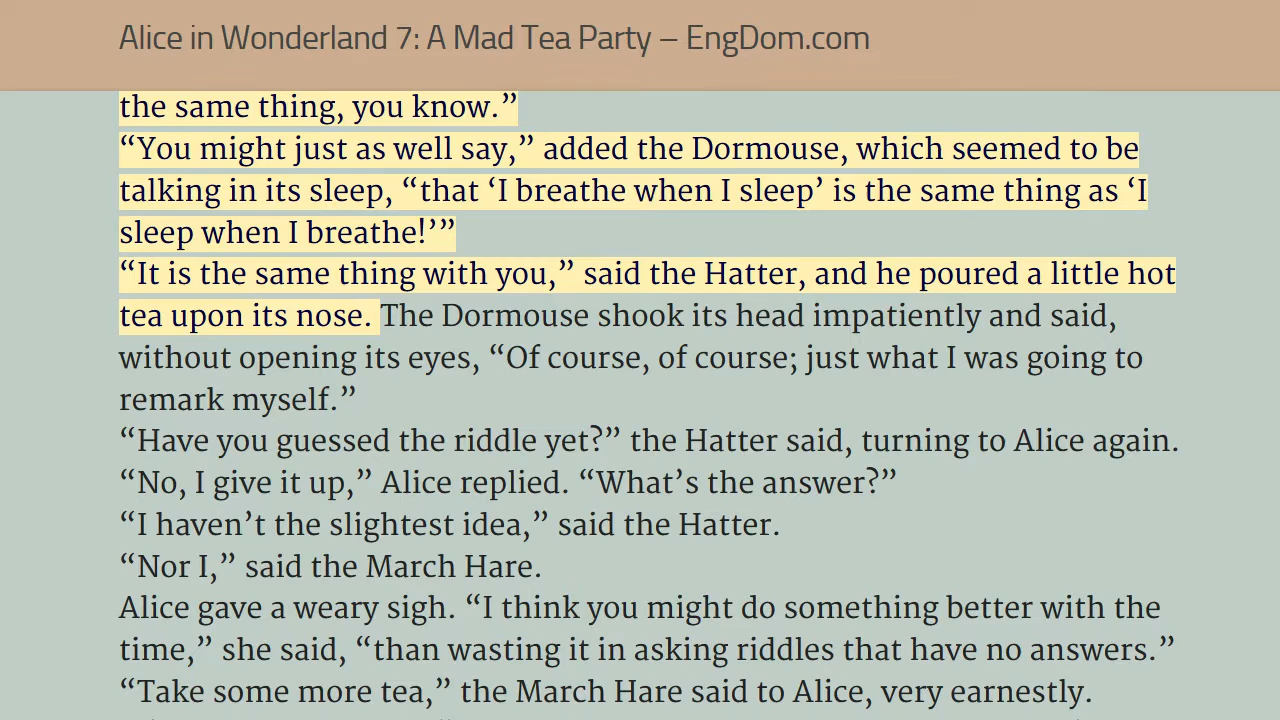 Alice in Wonderland 7: A Mad Tea Party – EngDom.com
the same thing, you know.”
“You might just as well say,” added the Dormouse, which seemed to be
talking in its sleep, “that ‘I breathe when I sleep’ is the same thing as ‘I
sleep when I breathe!’”
“It is the same thing with you,” said the Hatter, and he poured a little hot
tea upon its nose. The Dormouse shook its head impatiently and said,
without opening its eyes, “Of course, of course; just what I was going to
remark myself.”
“Have you guessed the riddle yet?” the Hatter said, turning to Alice again.
“No, I give it up,” Alice replied. “What’s the answer?”
“I haven’t the slightest idea,” said the Hatter.
“Nor I,” said the March Hare.
Alice gave a weary sigh. “I think you might do something better with the
time,” she said, “than wasting it in asking riddles that have no answers.”
“Take some more tea,” the March Hare said to Alice, very earnestly.